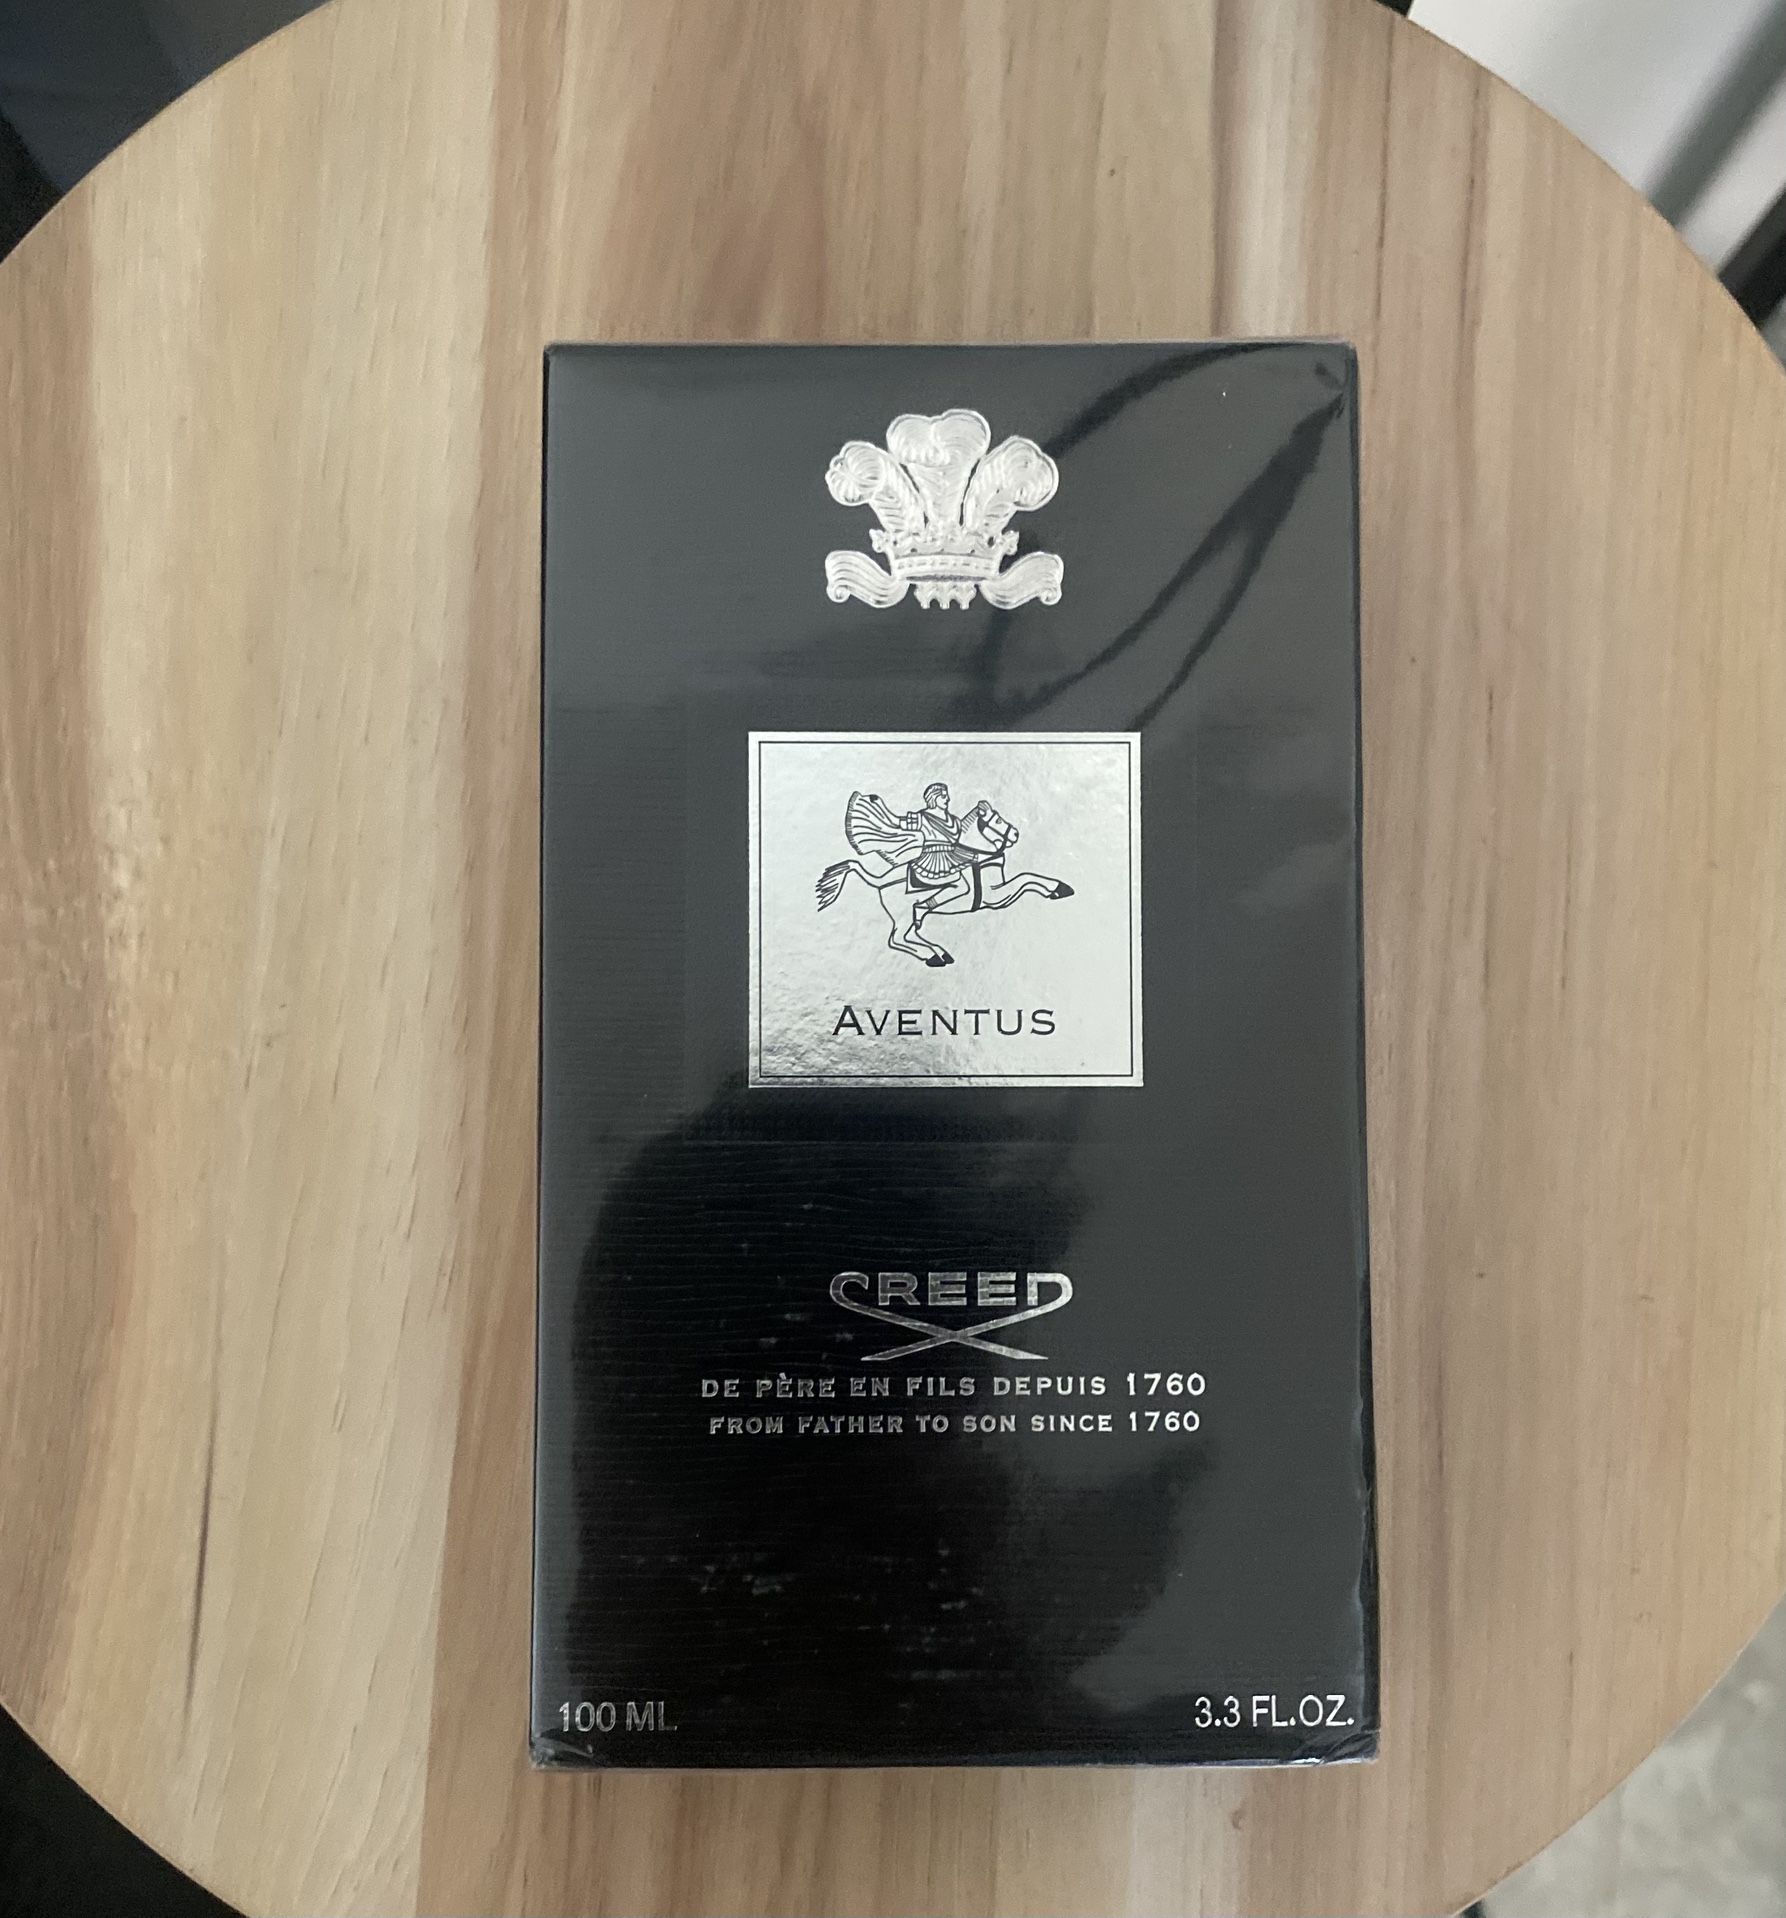 AVENTUS
CREED
DE PÈRE EN FILS DEPUIS 1760
FROM FATHER TO SON SINCE 1760
100 ML
3.3 FL.OZ.